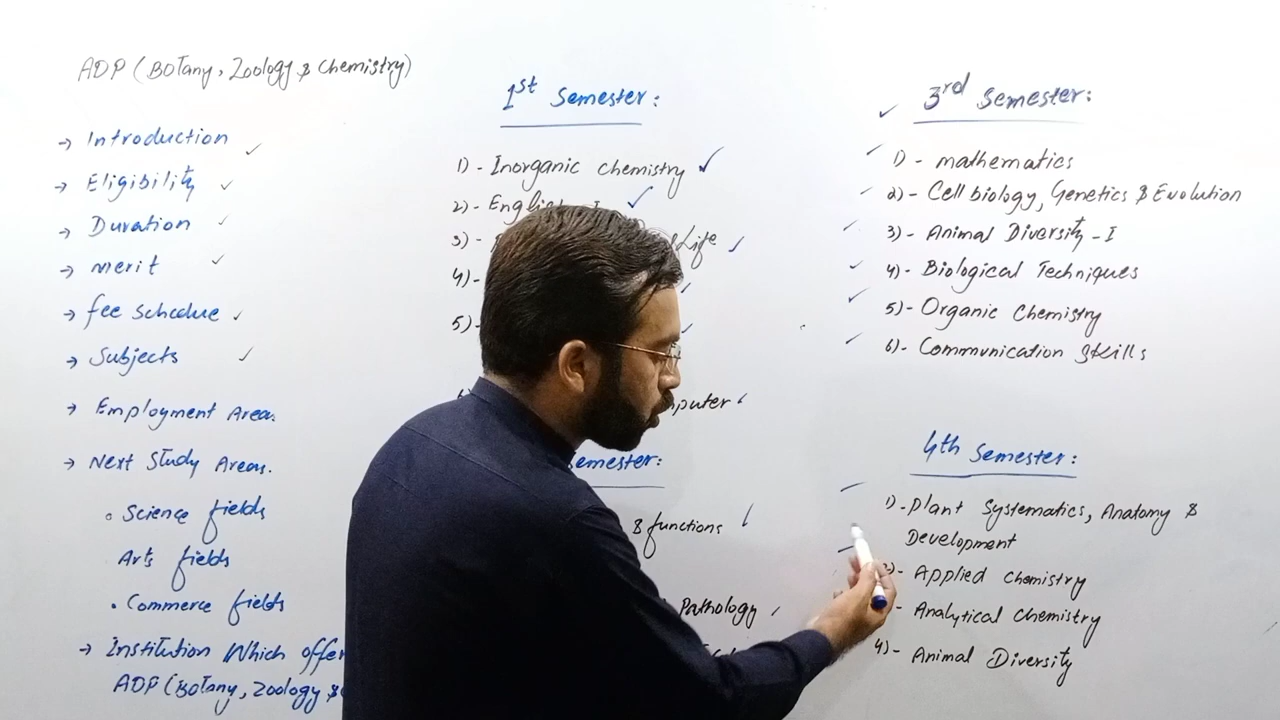 ADP (Botany, Zoology & Chemistry)
→ Introduction
→ Eligibility
→ Duration
→ merit
→ fee schedule
→ Subjects
→ Employment Areas.
→ Next Study Areas.
Science fields
Arts fields
• Commerce fields
→ Institution Which offer
ADP (Botany, Zoology &
1st Semester:
1)- Inorganic Chemistry
2)- English I
3)- Life
4)-
5)-
emester:
& functions
Pathology
3rd Semester:
1)- mathematics
2)- Cell biology, Genetics & Evolution
3)- Animal Diversity-I
4)- Biological Techniques
5)- Organic Chemistry
6)- Communication Skills
4th Semester:
1)- Plant Systematics, Anatomy &
Development
2)- Applied Chemistry
- Analytical Chemistry
4)- Animal Diversity